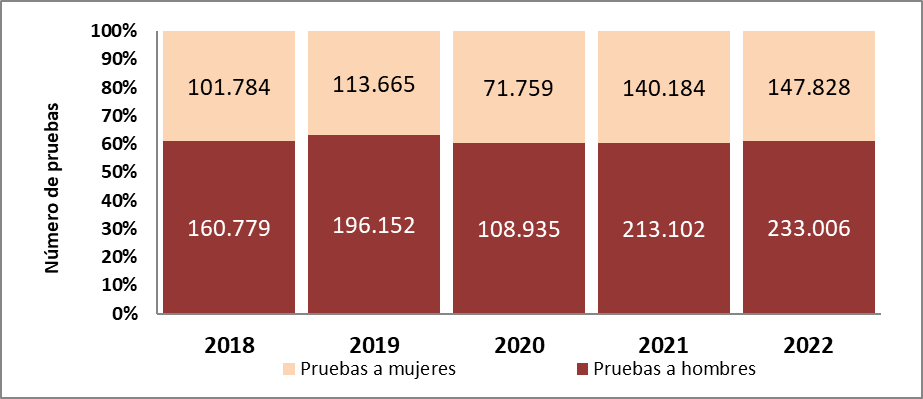 100%
90%
80%
70%
60%
50%
40%
30%
20%
10%
0%
Número de pruebas
101.784 113.665 71.759 140.184 147.828
160.779 196.152 108.935 213.102 233.006
2018 2019 2020 2021 2022
Pruebas a mujeres Pruebas a hombres